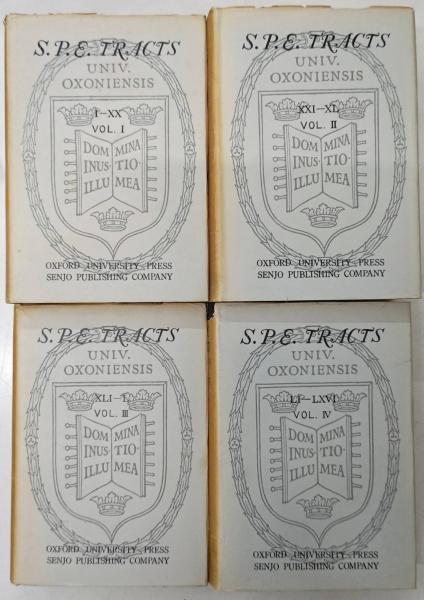 S.P.E. TRACTS
UNIV.
OXONIENSIS
I-XX
VOL. I
DOM MINA
INUS TIO
ILLU MEA
OXFORD UNIVERSITY PRESS
SENJO PUBLISHING COMPANY
S.P.E. TRACTS
UNIV.
OXONIENSIS
XXI-XL
VOL. II
DOM MINA
INUS TIO
ILLU MEA
OXFORD UNIVERSITY PRESS
SENJO PUBLISHING COMPANY
S.P.E. TRACTS
UNIV.
OXONIENSIS
XLI-L
VOL. III
DOM MINA
INUS TIO
ILLU MEA
OXFORD UNIVERSITY PRESS
SENJO PUBLISHING COMPANY
S.P.E. TRACTS
UNIV.
OXONIENSIS
LI-LXVI
VOL. IV
DOM MINA
INUS TIO
ILLU MEA
OXFORD UNIVERSITY PRESS
SENJO PUBLISHING COMPANY